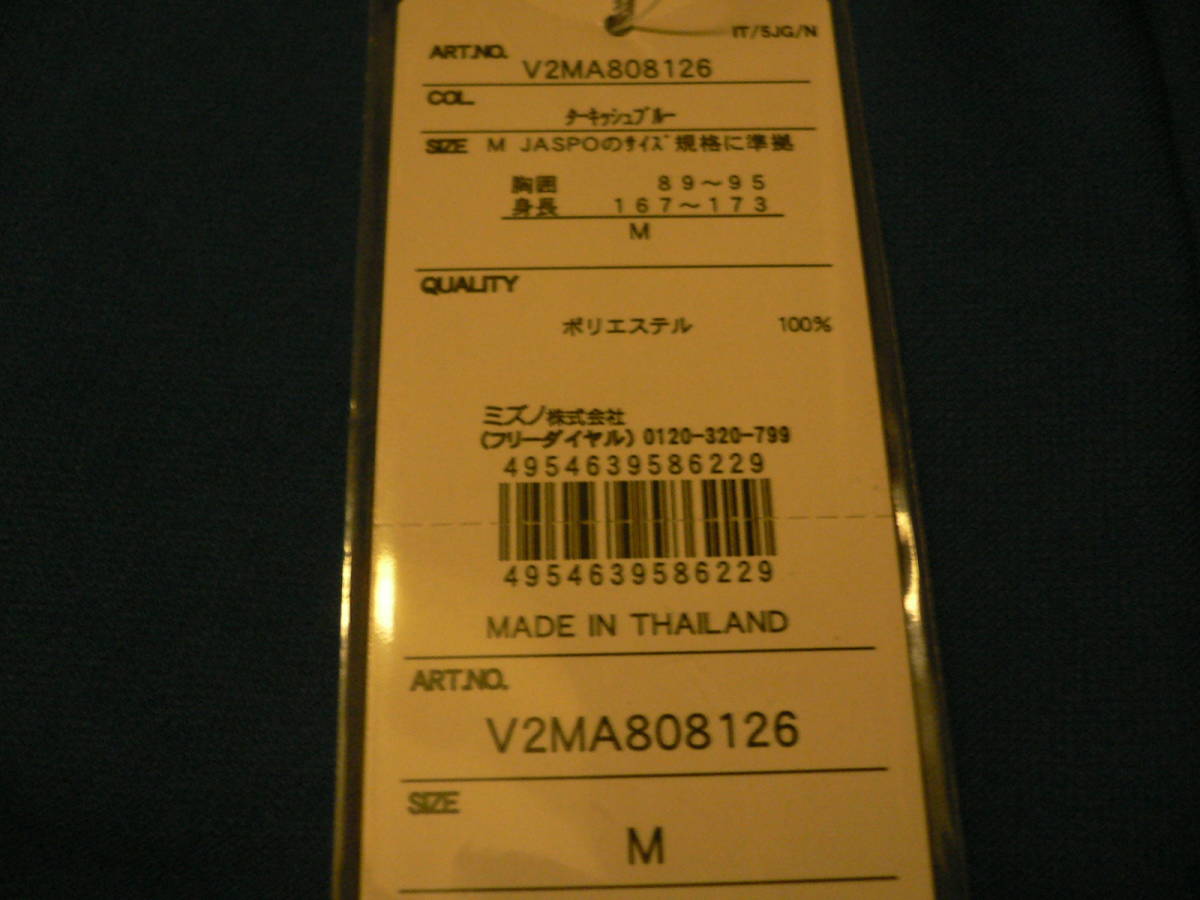 IT/5JG/N
ART.NO.
V2MA808126
COL.
ﾀｰｷｯｼｭﾌﾞﾙｰ
SIZE M JASPOのｻｲｽﾞ規格に準拠
胸囲 89～95
身長 167～173
M
QUALITY
ポリエステル 100%
ミズノ株式会社
(フリーダイヤル) 0120-320-799
4954639586229
4954639586229
MADE IN THAILAND
ART.NO.
V2MA808126
SIZE
M